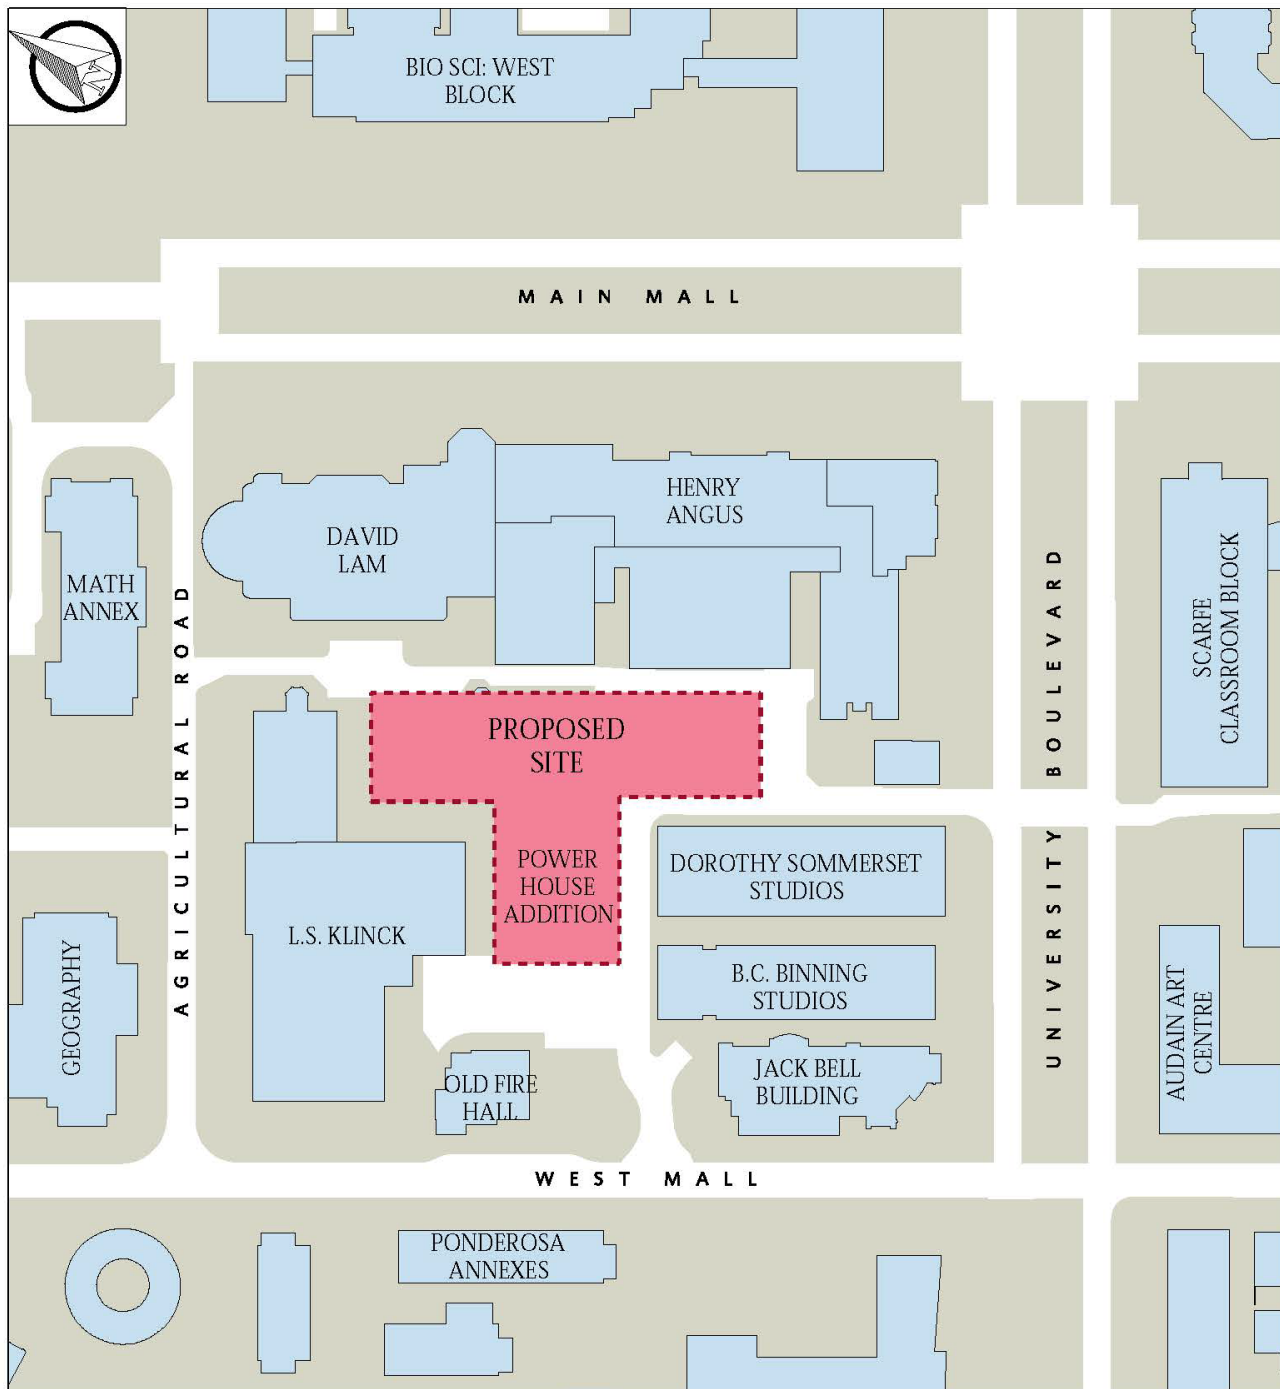 BIO SCI: WEST
BLOCK
MAIN MALL
HENRY
ANGUS
DAVID
LAM
MATH
ANNEX
AGRICULTURAL ROAD
UNIVERSITY BOULEVARD
SCARFE
CLASSROOM BLOCK
PROPOSED
SITE
POWER
HOUSE
ADDITION
DOROTHY SOMMERSET
STUDIOS
L.S. KLINCK
B.C. BINNING
STUDIOS
GEOGRAPHY
AUDAIN ART
CENTRE
JACK BELL
BUILDING
OLD FIRE
HALL
WEST MALL
PONDEROSA
ANNEXES